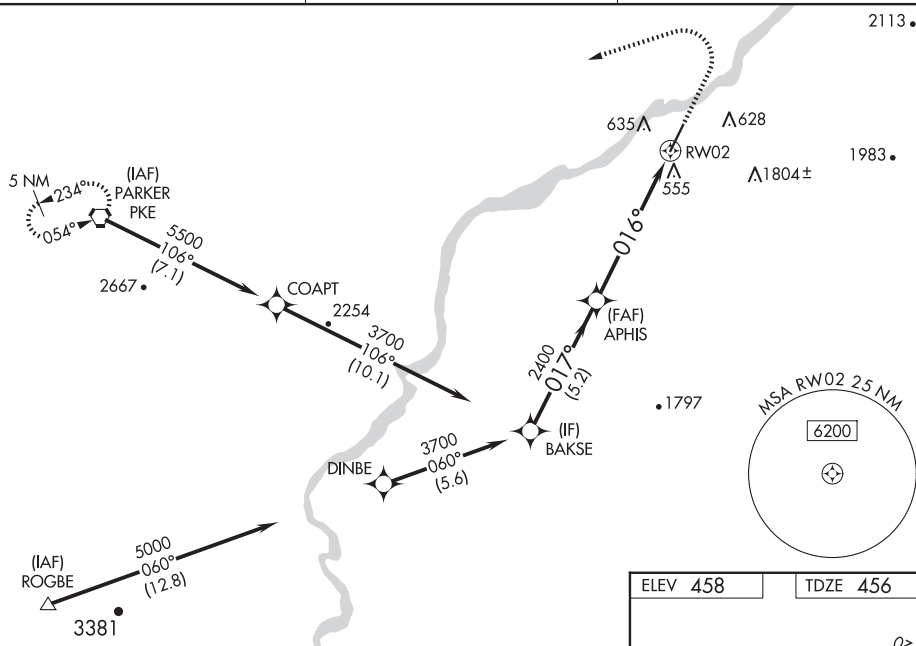 2113
635
628
RW02
1983
555
1804±
5 NM
234°
054°
(IAF)
PARKER
PKE
5500
106°
(7.1)
2667
COAPT
2254
3700
106°
(10.1)
016°
(FAF)
APHIS
2400
017°
(5.2)
1797
(IF)
BAKSE
DINBE
3700
060°
(5.6)
MSA RW02 25 NM
6200
(IAF)
ROGBE
5000
060°
(12.8)
3381
ELEV 458
TDZE 456